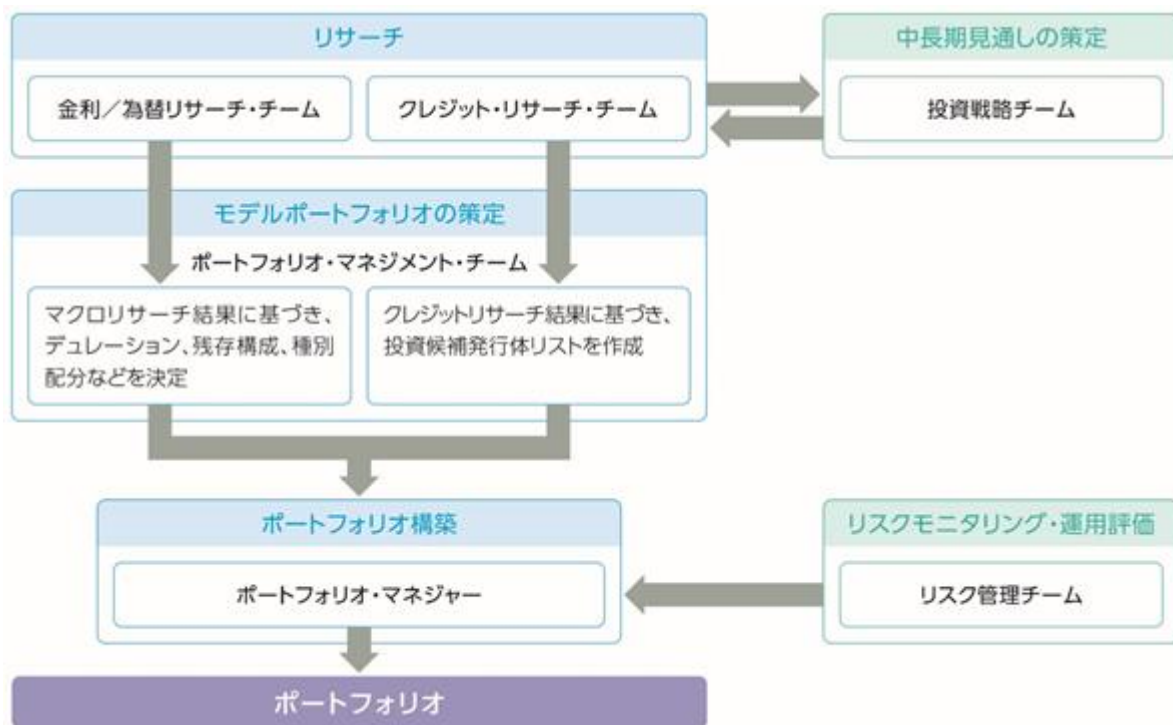 リサーチ
金利／為替リサーチ・チーム
クレジット・リサーチ・チーム
中長期見通しの策定
投資戦略チーム
モデルポートフォリオの策定
ポートフォリオ・マネジメント・チーム
マクロリサーチ結果に基づき、
デュレーション、残存構成、種別
配分などを決定
クレジットリサーチ結果に基づき、
投資候補発行体リストを作成
ポートフォリオ構築
ポートフォリオ・マネジャー
リスクモニタリング・運用評価
リスク管理チーム
ポートフォリオ